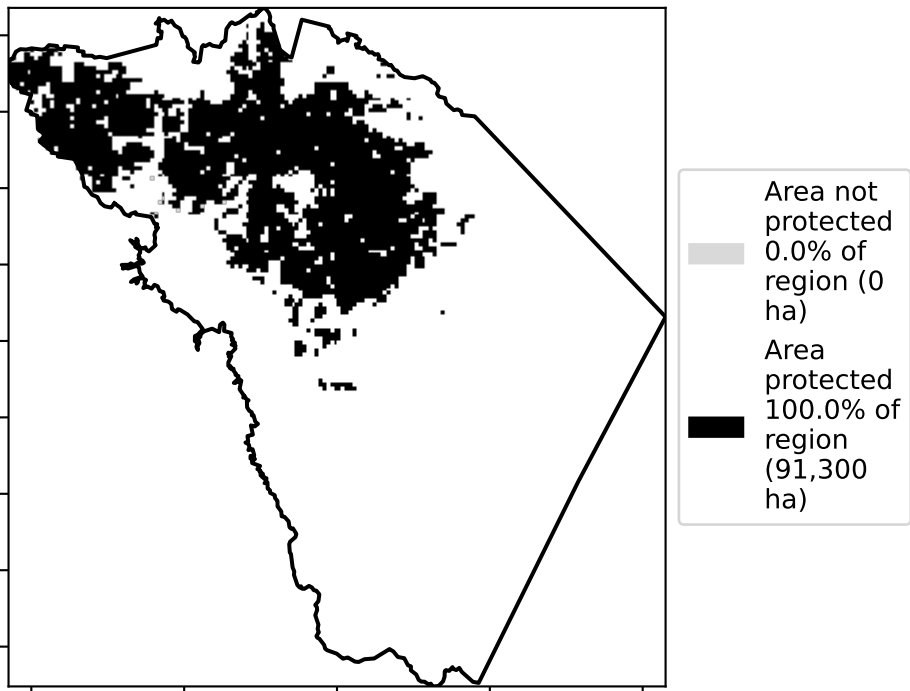 Area not
protected
0.0% of
region (0
ha)
Area
protected
100.0% of
region
(91,300
ha)